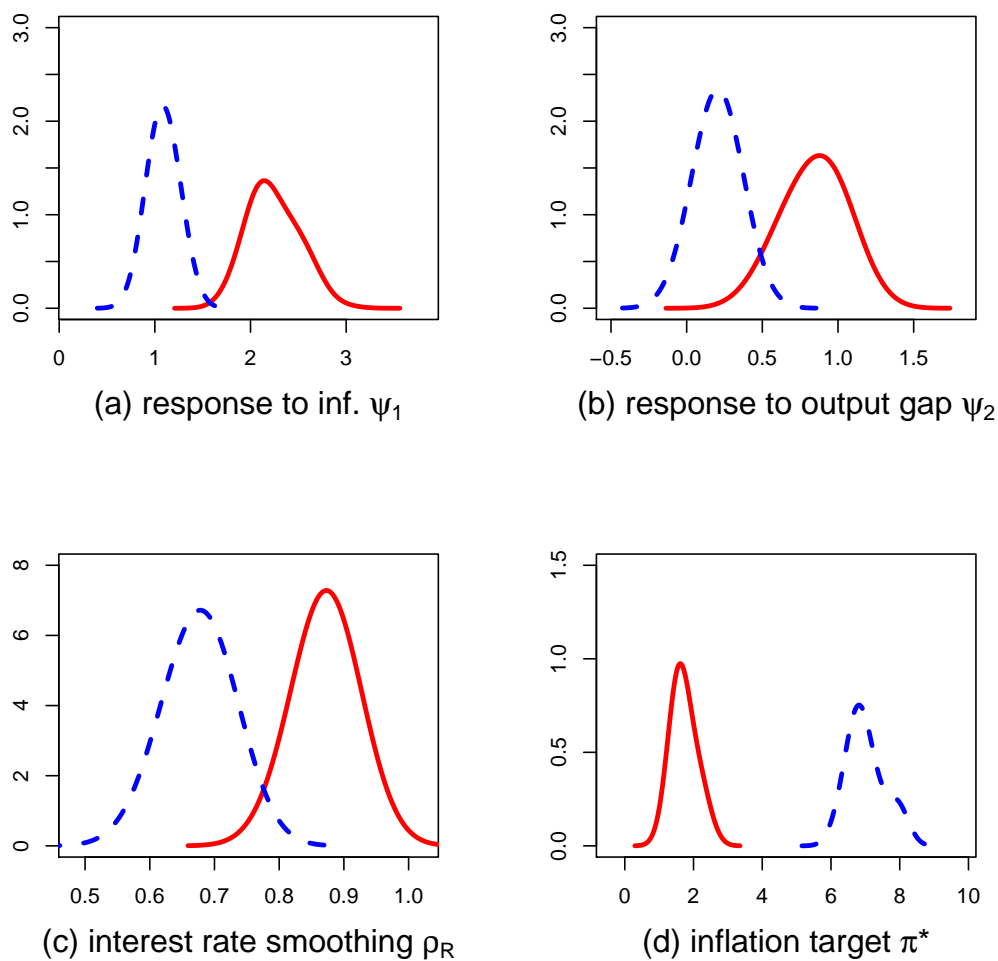 3.0
2.0
1.0
0.0
0 1 2 3
(a) response to inf. ψ1
3.0
2.0
1.0
0.0
−0.5 0.0 0.5 1.0 1.5
(b) response to output gap ψ2
8
6
4
2
0
0.5 0.6 0.7 0.8 0.9 1.0
(c) interest rate smoothing ρR
1.5
1.0
0.5
0.0
0 2 4 6 8 10
(d) inflation target π*